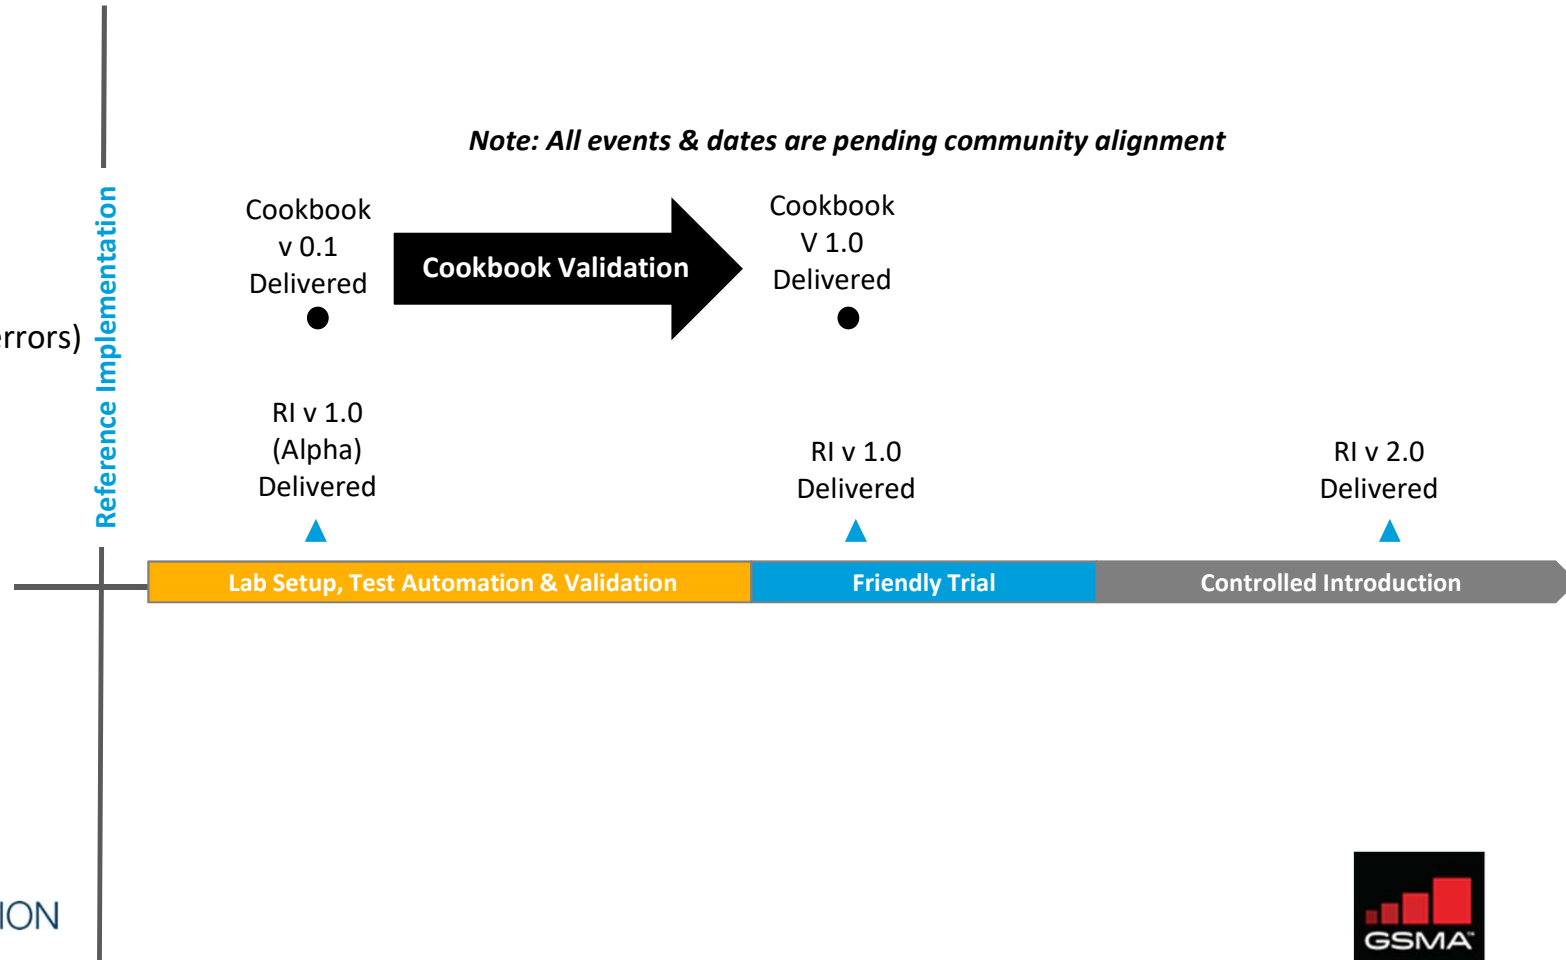 Note: All events & dates are pending community alignment
Reference Implementation
Cookbook
v 0.1
Delivered
Cookbook Validation
Cookbook
V 1.0
Delivered
errors)
RI v 1.0
(Alpha)
Delivered
RI v 1.0
Delivered
RI v 2.0
Delivered
Lab Setup, Test Automation & Validation
Friendly Trial
Controlled Introduction
ION
GSMA™